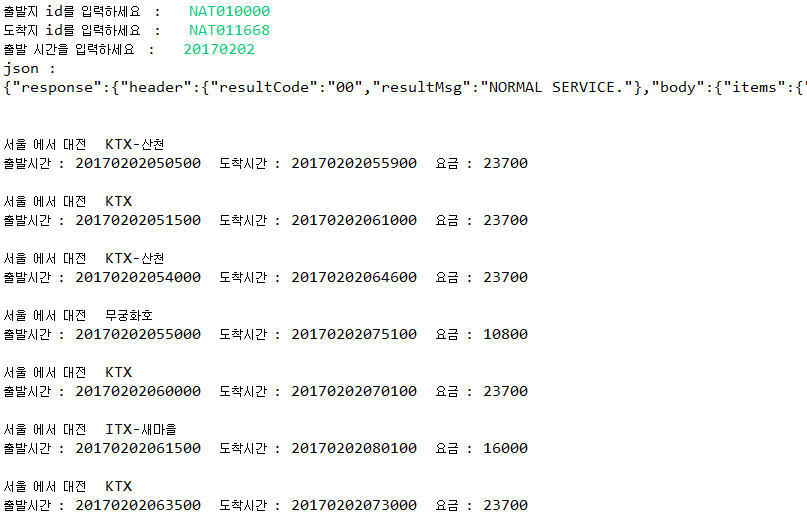 출발지 id를 입력하세요 : NAT010000
도착지 id를 입력하세요 : NAT011668
출발 시간을 입력하세요 : 20170202
json :
{"response":{"header":{"resultCode":"00","resultMsg":"NORMAL SERVICE."},"body":{"items":{"
서울 에서 대전 KTX-산천
출발시간 : 20170202050500 도착시간 : 20170202055900 요금 : 23700
서울 에서 대전 KTX
출발시간 : 20170202051500 도착시간 : 20170202061000 요금 : 23700
서울 에서 대전 KTX-산천
출발시간 : 20170202054000 도착시간 : 20170202064600 요금 : 23700
서울 에서 대전 무궁화호
출발시간 : 20170202055000 도착시간 : 20170202075100 요금 : 10800
서울 에서 대전 KTX
출발시간 : 20170202060000 도착시간 : 20170202070100 요금 : 23700
서울 에서 대전 ITX-새마을
출발시간 : 20170202061500 도착시간 : 20170202080100 요금 : 16000
서울 에서 대전 KTX
출발시간 : 20170202063500 도착시간 : 20170202073000 요금 : 23700